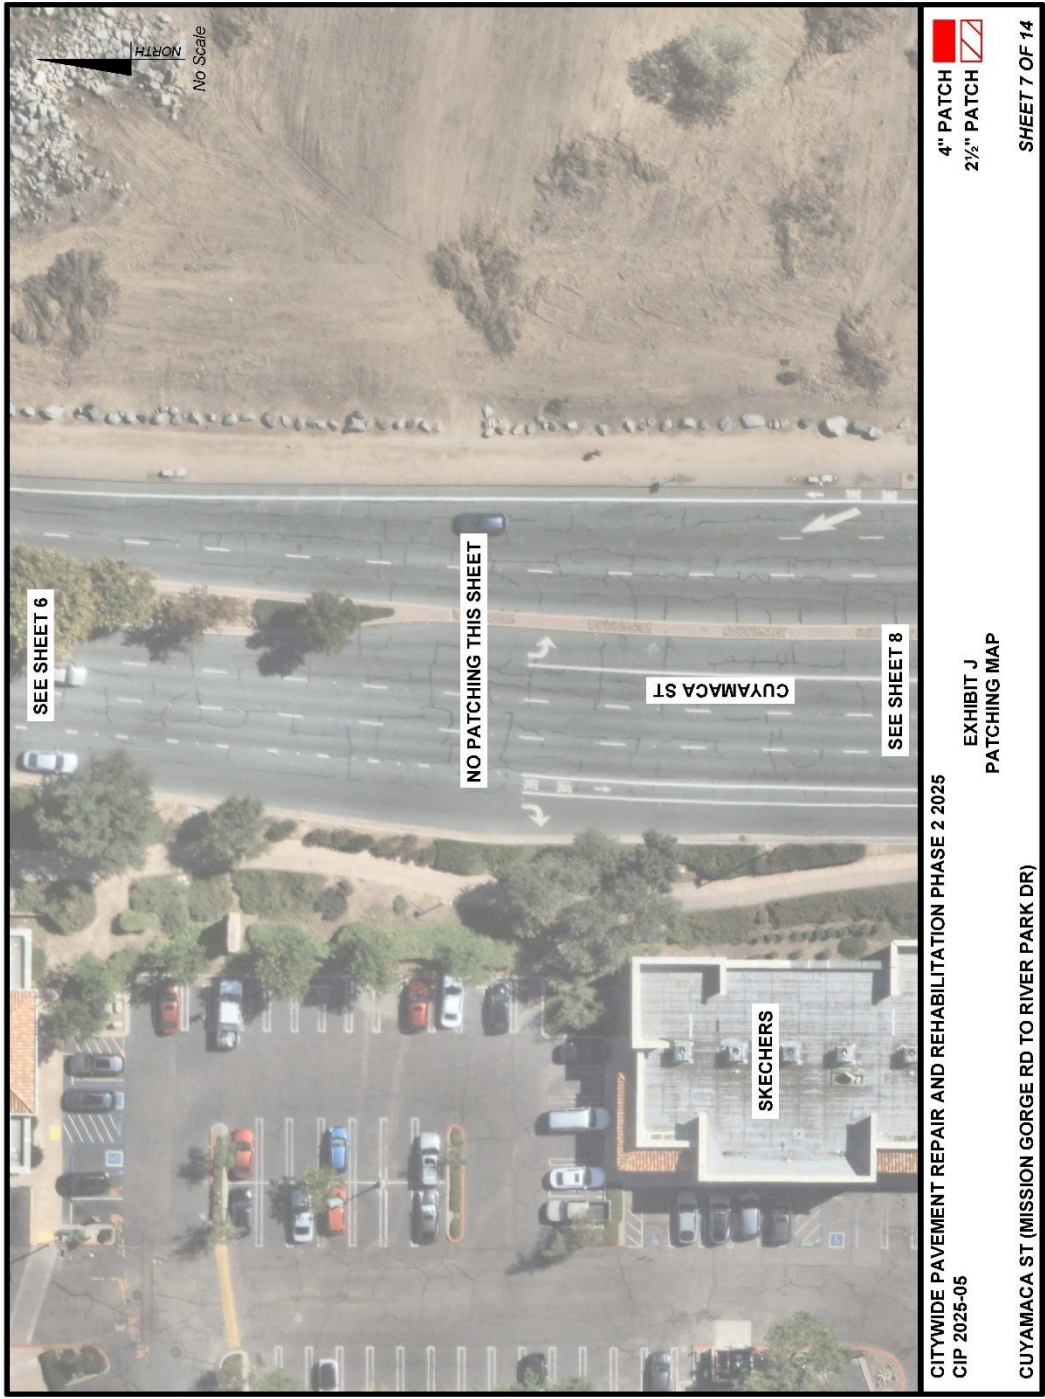 NORTH
No Scale
SEE SHEET 6
NO PATCHING THIS SHEET
CUYAMACA ST
SEE SHEET 8
SKECHERS
CITYWIDE PAVEMENT REPAIR AND REHABILITATION PHASE 2 2025
CIP 2025-05
EXHIBIT J
PATCHING MAP
CUYAMACA ST (MISSION GORGE RD TO RIVER PARK DR)
4" PATCH
2½" PATCH
SHEET 7 OF 14